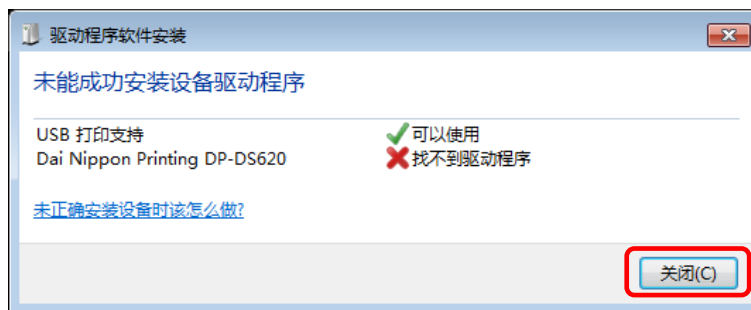 驱动程序软件安装
未能成功安装设备驱动程序
USB 打印支持 可以使用
Dai Nippon Printing DP-DS620 找不到驱动程序
未正确安装设备时该怎么做?
关闭(C)